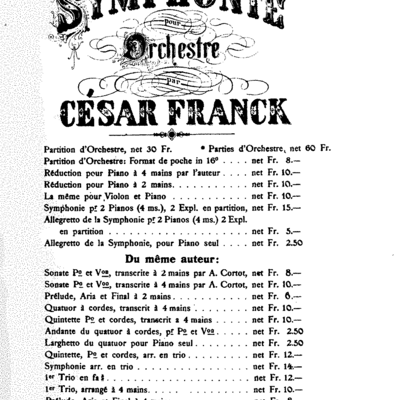 SYMPHONIE
pour
Orchestre
par
CÉSAR FRANCK
Partition d'Orchestre, net 30 Fr. • Parties d'Orchestre, net 60 Fr.
Partition d'Orchestre: Format de poche in 16º . . . . net Fr. 8.—
Réduction pour Piano à 4 mains par l'auteur . . . . net Fr. 10.—
Réduction pour Piano à 2 mains. . . . . . . . . . . net Fr. 10.—
La même pour Violon et Piano . . . . . . . . . . . net Fr. 10.—
Symphonie pr 2 Pianos (4 ms.), 2 Expl. en partition, net Fr. 15.—
Allegretto de la Symphonie pr 2 Pianos (4 ms.) 2 Expl.
en partition . . . . . . . . . . . . . . . . . . net Fr. 5.—
Allegretto de la Symphonie, pour Piano seul . . . . net Fr. 2.50
Du même auteur:
Sonate Po et Von, transcrite à 2 mains par A. Cortot, net Fr. 8.—
Sonate Po et Von, transcrite à 4 mains par A. Cortot, net Fr. 10.—
Prélude, Aria et Final à 2 mains. . . . . . . . . . . net Fr. 6.—
Quatuor à cordes, transcrit à 4 mains . . . . . . . net Fr. 10.—
Quintette Po et cordes, transcrit à 4 mains . . . . . net Fr. 10.—
Andante du quatuor à cordes, pr Po et Von . . . . . net Fr. 2.50
Larghetto du quatuor pour Piano seul . . . . . . . . net Fr. 2.50
Quintette, Po et cordes, arr. en trio . . . . . . . . . net Fr. 12.—
Symphonie arr. en trio . . . . . . . . . . . . . . . net Fr. 14.—
1er Trio en fa # . . . . . . . . . . . . . . . . . . net Fr. 12.—
1er Trio, arrangé à 4 mains. . . . . . . . . . . . . net Fr. 10.—